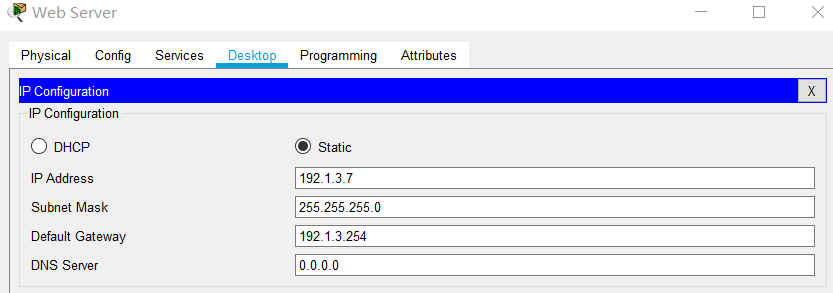 Web Server
Physical Config Services Desktop Programming Attributes
IP Configuration X
IP Configuration
DHCP Static
IP Address 192.1.3.7
Subnet Mask 255.255.255.0
Default Gateway 192.1.3.254
DNS Server 0.0.0.0